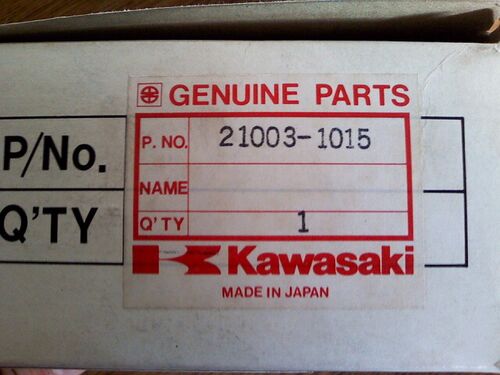 GENUINE PARTS
P/No.
P. NO. 21003-1015
NAME
Q'TY
Q'TY 1
Kawasaki
MADE IN JAPAN